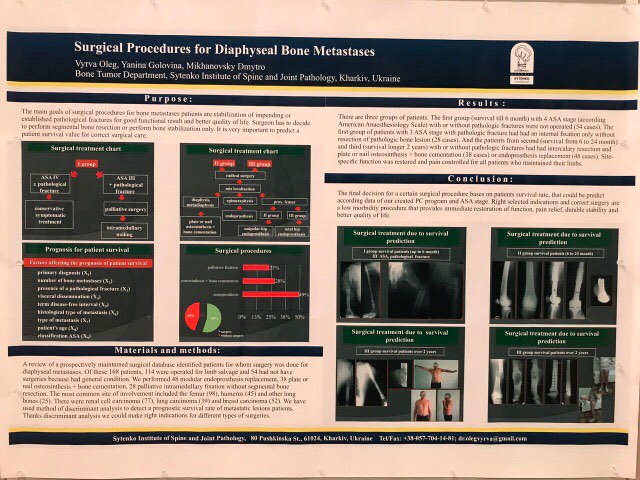 Surgical Procedures for Diaphyseal Bone Metastases
Vyrva Oleg, Yanina Golovina, Mikhanovsky Dmytro
Bone Tumor Department, Sytenko Institute of Spine and Joint Pathology, Kharkiv, Ukraine
SYTENKO
Purpose:
The main goals of surgical procedures for bone metastases patients are stabilization of impending or
established pathological fractures for good functional result and better quality of life. Surgeon has to decide
to perform segmental bone resection or perform bone stabilization only. It is very important to predict a
patient survival value for correct surgical care.
Surgical treatment chart
I group
ASA IV
± pathological
fracture
ASA III
+ pathological
fracture
conservative
symptomatic
treatment
palliative surgery
intramedullary
nailing
Surgical treatment chart
II group
III group
radical surgery
mts localization
diaphysis,
metadiaphysis
epimetaphysis
prox. femur
plate or nail
osteosynthesis +
bone cementation
endoprosthesis
II group
III group
unipolar hip
endoprosthesis
total hip
endoprosthesis
Prognosis for patient survival
Factors affecting the prognosis of patient survival
primary diagnosis (X₁)
number of bone metastases (X₂)
presence of a pathological fracture (X₃)
visceral dissemination (X₄)
term disease-free interval (X₅)
histological type of metastasis (X₆)
type of metastasis (X₇)
patient's age (X₈)
classification ASA (X₉)
Surgical procedures
palliative fixation
25%
osteosynthesis + bone cementation
endoprosthesis
0% 13% 25% 38% 50%
Materials and methods:
A review of a prospectively maintained surgical database identified patients for whom surgery was done for
diaphyseal metastases. Of these 168 patients, 114 were operated for limb salvage and 54 had not have
surgeries because bad general condition. We performed 48 modular endoprosthesis replacement, 38 plate or
nail osteosinthesis + bone cementation, 28 palliative intramedullary fixation without segmental bone
resection. The most common site of involvement included the femur (98), humerus (45) and other long
bones (25). There were renal cell carcinoma (77), lung carcinoma (39) and breast carcinoma (52). We have
used method of discriminant analysis to detect a prognostic survival rate of metastatic lesions patients.
Thanks discriminant analysis we could make right indications for different types of surgeries.
Results:
There are three groups of patients. The first group (survival till 6 month) with 4 ASA stage (according
American Anaesthesiology Scale) with or without pathologic fractures were not operated (54 cases). The
first group of patients with 3 ASA stage with pathologic fracture had had an internal fixation only without
resection of pathologic bone lesion (28 cases). And the patients from second (survival from 6 to 24 month)
and third (survival longer 2 years) with or without pathologic fractures had had intercalary resection and
plate or nail osteosynthesis + bone cementation (38 cases) or endoprosthesis replacement (48 cases). Site-
specific function was restored and pain controlled for all patients who maintained their limbs.
Conclusion:
The final decision for a certain surgical procedure bases on patients survival rate, that could be predict
according data of our created PC program and ASA stage. Right selected indications and correct surgery are
a low morbidity procedure that provides immediate restoration of function, pain relief, durable stability and
better quality of life.
Surgical treatment due to survival
prediction
I group survival patients (up to 6 month)
III ASA, pathological fracture
Surgical treatment due to survival
prediction
II group survival patients (6 to 24 month)
Surgical treatment due to survival
prediction
III group survival patients over 2 years
Surgical treatment due to survival
prediction
III group survival patients over 2 years
Sytenko Institute of Spine and Joint Pathology, 80 Pushkinska St., 61024, Kharkiv, Ukraine Tel/Fax: +38-057-704-14-81; dr.olegvyrva@gmail.com